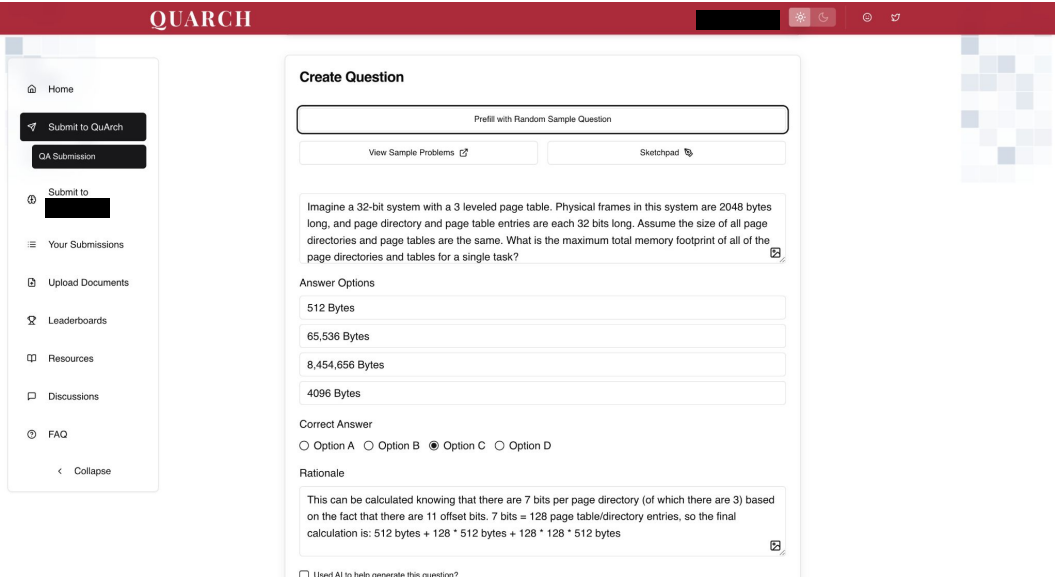 QUARCH
Home
Submit to QuArch
QA Submission
Submit to
Your Submissions
Upload Documents
Leaderboards
Resources
Discussions
FAQ
Collapse
Create Question
Prefill with Random Sample Question
View Sample Problems
Sketchpad
Imagine a 32-bit system with a 3 leveled page table. Physical frames in this system are 2048 bytes
long, and page directory and page table entries are each 32 bits long. Assume the size of all page
directories and page tables are the same. What is the maximum total memory footprint of all of the
page directories and tables for a single task?
Answer Options
512 Bytes
65,536 Bytes
8,454,656 Bytes
4096 Bytes
Correct Answer
Option A Option B Option C Option D
Rationale
This can be calculated knowing that there are 7 bits per page directory (of which there are 3) based
on the fact that there are 11 offset bits. 7 bits = 128 page table/directory entries, so the final
calculation is: 512 bytes + 128 * 512 bytes + 128 * 128 * 512 bytes
Used AI to help generate this question?